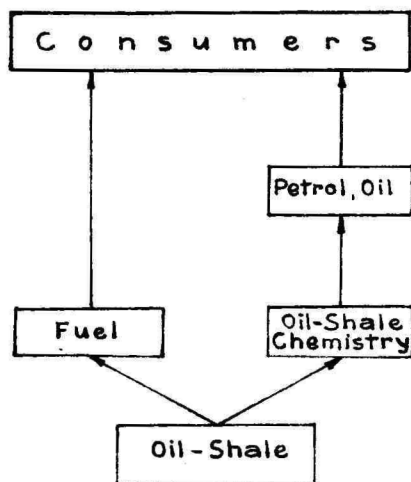 Consumers
Petrol, Oil
Fuel
Oil-Shale
Chemistry
Oil-Shale